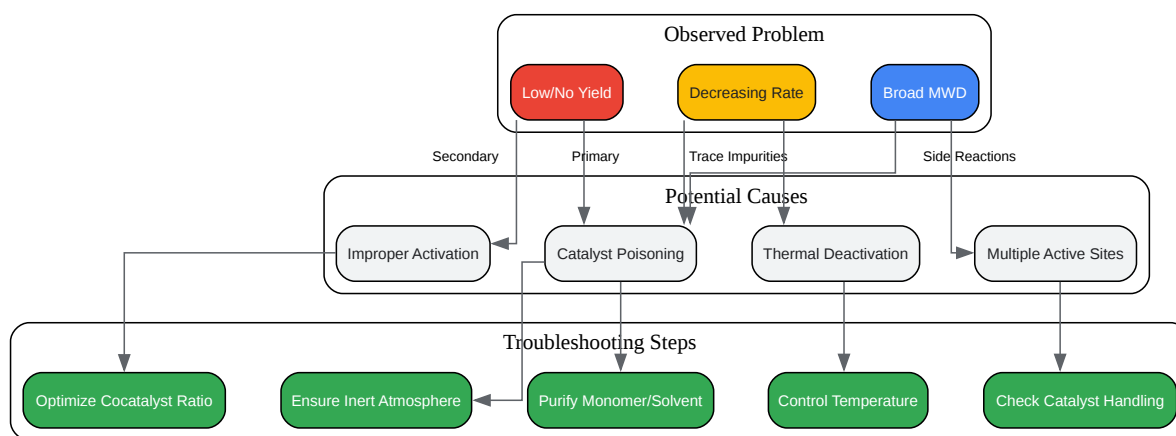 Observed Problem
Low/No Yield
Decreasing Rate
Broad MWD
Secondary
Primary
Trace Impurities
Side Reactions
Potential Causes
Improper Activation
Catalyst Poisoning
Thermal Deactivation
Multiple Active Sites
Troubleshooting Steps
Optimize Cocatalyst Ratio
Ensure Inert Atmosphere
Purify Monomer/Solvent
Control Temperature
Check Catalyst Handling